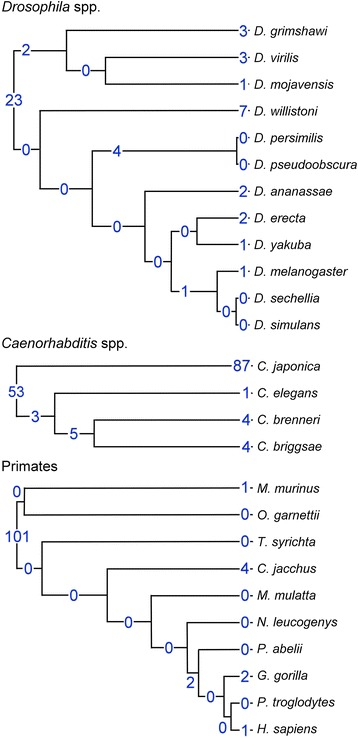 Drosophila spp.
3 D. grimshawi
2
3 D. virilis
0
1 D. mojavensis
23
7 D. willistoni
0 D. persimilis
4
0
0 D. pseudoobscura
0
2 D. ananassae
0
2 D. erecta
0
1 D. yakuba
0
1 D. melanogaster
1
0 D. sechellia
0
0 D. simulans
Caenorhabditis spp.
87 C. japonica
53
1 C. elegans
3
4 C. brenneri
5
4 C. briggsae
Primates
0
1 M. murinus
0 O. garnettii
101
0 T. syrichta
0
4 C. jacchus
0
0 M. mulatta
0
0 N. leucogenys
0
0 P. abelii
2
2 G. gorilla
0
0 P. troglodytes
0
1 H. sapiens